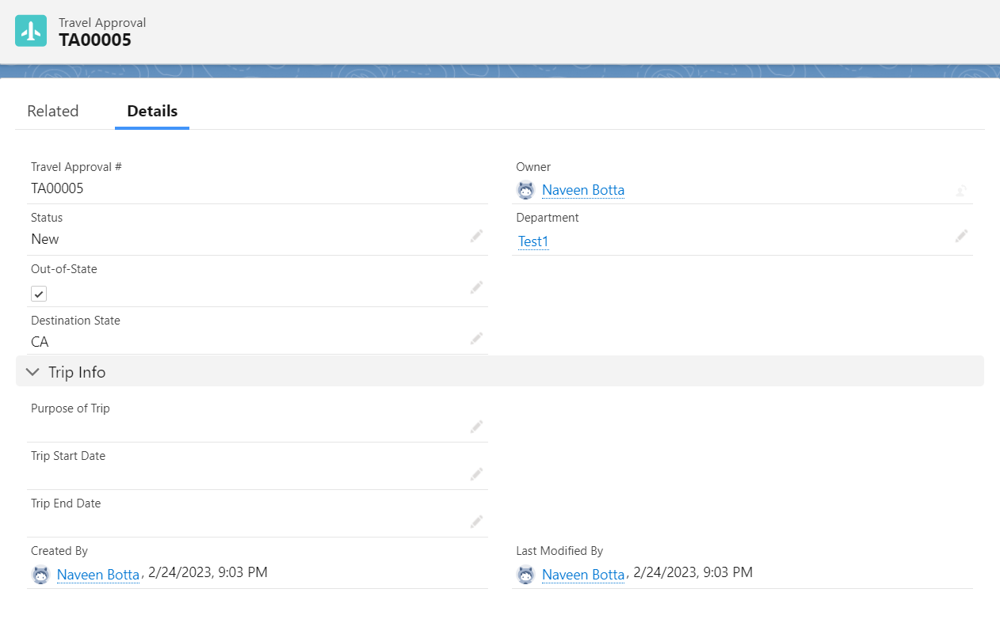 Travel Approval
TA00005
Related Details
Travel Approval #
TA00005
Owner
Naveen Botta
Status
New
Department
Test1
Out-of-State
Destination State
CA
Trip Info
Purpose of Trip
Trip Start Date
Trip End Date
Created By
Naveen Botta, 2/24/2023, 9:03 PM
Last Modified By
Naveen Botta, 2/24/2023, 9:03 PM